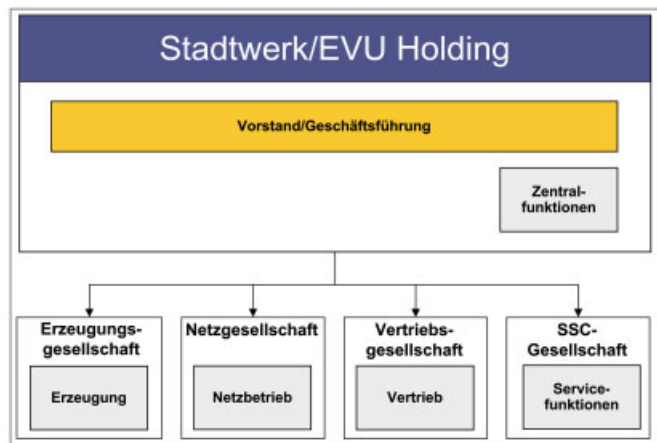 Stadtwerk/EVU Holding
Vorstand/Geschäftsführung
Zentral-
funktionen
Erzeugungs-
gesellschaft
Erzeugung
Netzgesellschaft
Netzbetrieb
Vertriebs-
gesellschaft
Vertrieb
SSC-
Gesellschaft
Service-
funktionen